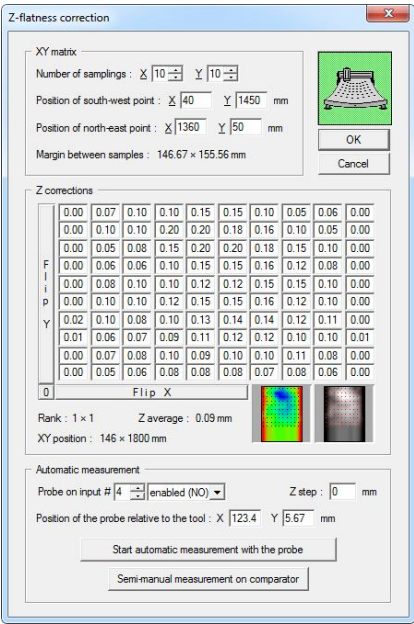 Z-flatness correction
XY matrix
Number of samplings : X 10 Y 10
Position of south-west point : X 40 Y 1450 mm
Position of north-east point : X 1360 Y 50 mm
Margin between samples : 146.67 × 155.56 mm
OK
Cancel
Z corrections
0.00 0.07 0.10 0.10 0.15 0.15 0.10 0.05 0.06 0.00
0.00 0.10 0.10 0.20 0.20 0.18 0.16 0.10 0.05 0.00
0.00 0.05 0.08 0.15 0.20 0.20 0.18 0.15 0.10 0.00
0.00 0.06 0.06 0.10 0.15 0.15 0.16 0.12 0.08 0.00
0.00 0.08 0.10 0.10 0.12 0.12 0.15 0.15 0.10 0.00
0.00 0.10 0.10 0.12 0.15 0.15 0.16 0.12 0.10 0.00
0.02 0.10 0.08 0.10 0.13 0.14 0.14 0.12 0.11 0.00
0.01 0.06 0.07 0.09 0.11 0.12 0.12 0.10 0.10 0.01
0.00 0.07 0.08 0.10 0.09 0.10 0.10 0.11 0.08 0.00
0.00 0.05 0.06 0.08 0.08 0.08 0.07 0.08 0.06 0.00
Flip Y
0 Flip X
Rank : 1 × 1 Z average : 0.09 mm
XY position : 146 × 1800 mm
Automatic measurement
Probe on input # 4 enabled (NO) Z step : 0 mm
Position of the probe relative to the tool : X 123.4 Y 5.67 mm
Start automatic measurement with the probe
Semi-manual measurement on comparator